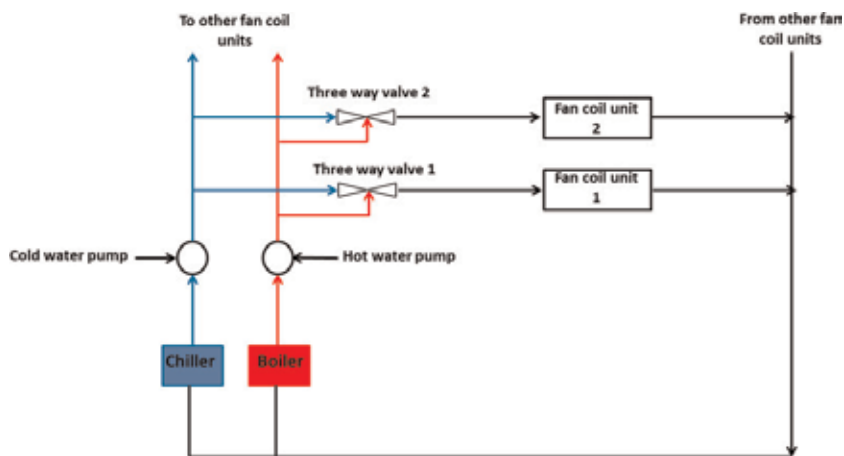 To other fan coil
units
From other fam
coil units
Three way valve 2
Fan coil unit
2
Three way valve 1
Fan coil unit
1
Cold water pump
Hot water pump
Chiller
Boiler